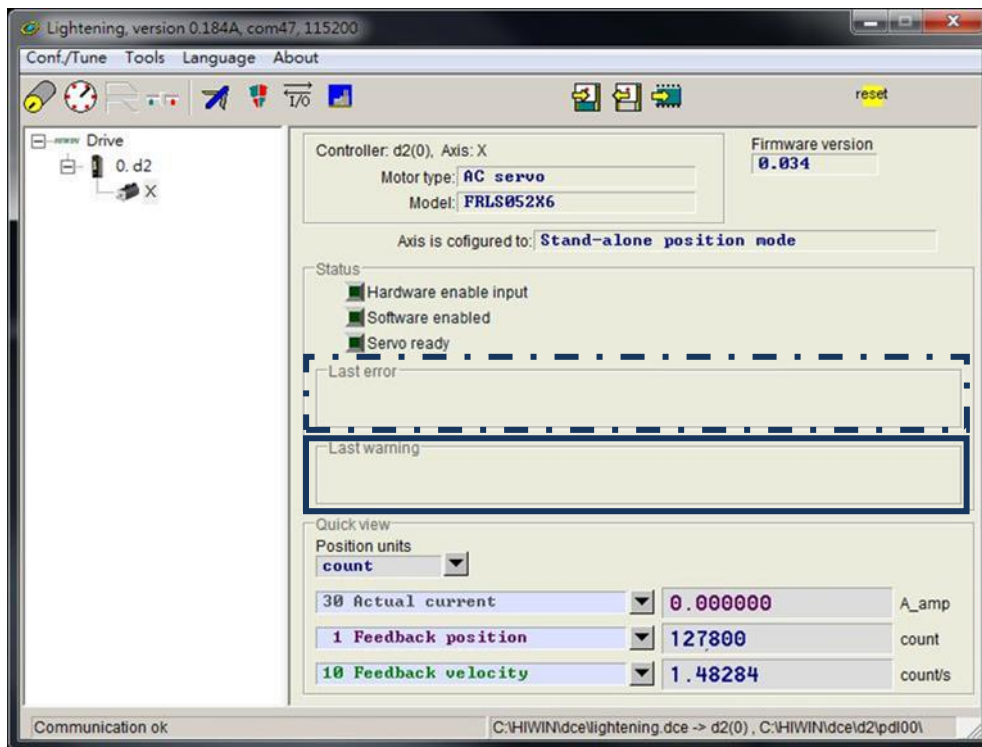 Lightening, version 0.184A, com47, 115200
Conf./Tune Tools Language About
I/O reset
HIWIN Drive
0. d2
X
Controller: d2(0), Axis: X
Motor type: AC servo
Model: FRLS052X6
Firmware version
0.034
Axis is cofigured to: Stand-alone position mode
Status
Hardware enable input
Software enabled
Servo ready
Last error
Last warning
Quick view
Position units
count
30 Actual current 0.000000 A_amp
1 Feedback position 127800 count
10 Feedback velocity 1.48284 count/s
Communication ok C:\HIWIN\dce\lightening.dce -> d2(0) , C:\HIWIN\dce\d2\pdl00\